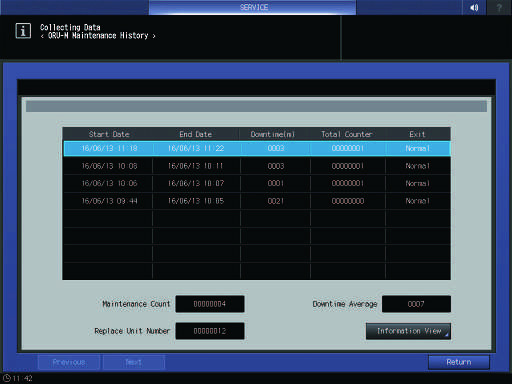 SERVICE
?
i
Collecting Data
< ORU-M Maintenance History >
Start Date End Date Downtime(m) Total Counter Exit
16/06/13 11:18 16/06/13 11:22 0003 00000001 Normal
16/06/13 10:08 16/06/13 10:11 0003 00000001 Normal
16/06/13 10:06 16/06/13 10:07 0001 00000001 Normal
16/06/13 09:44 16/06/13 10:05 0021 00000000 Normal
Maintenance Count 00000004 Downtime Average 0007
Replace Unit Number 00000012 Information View
Previous Next Return
11:42